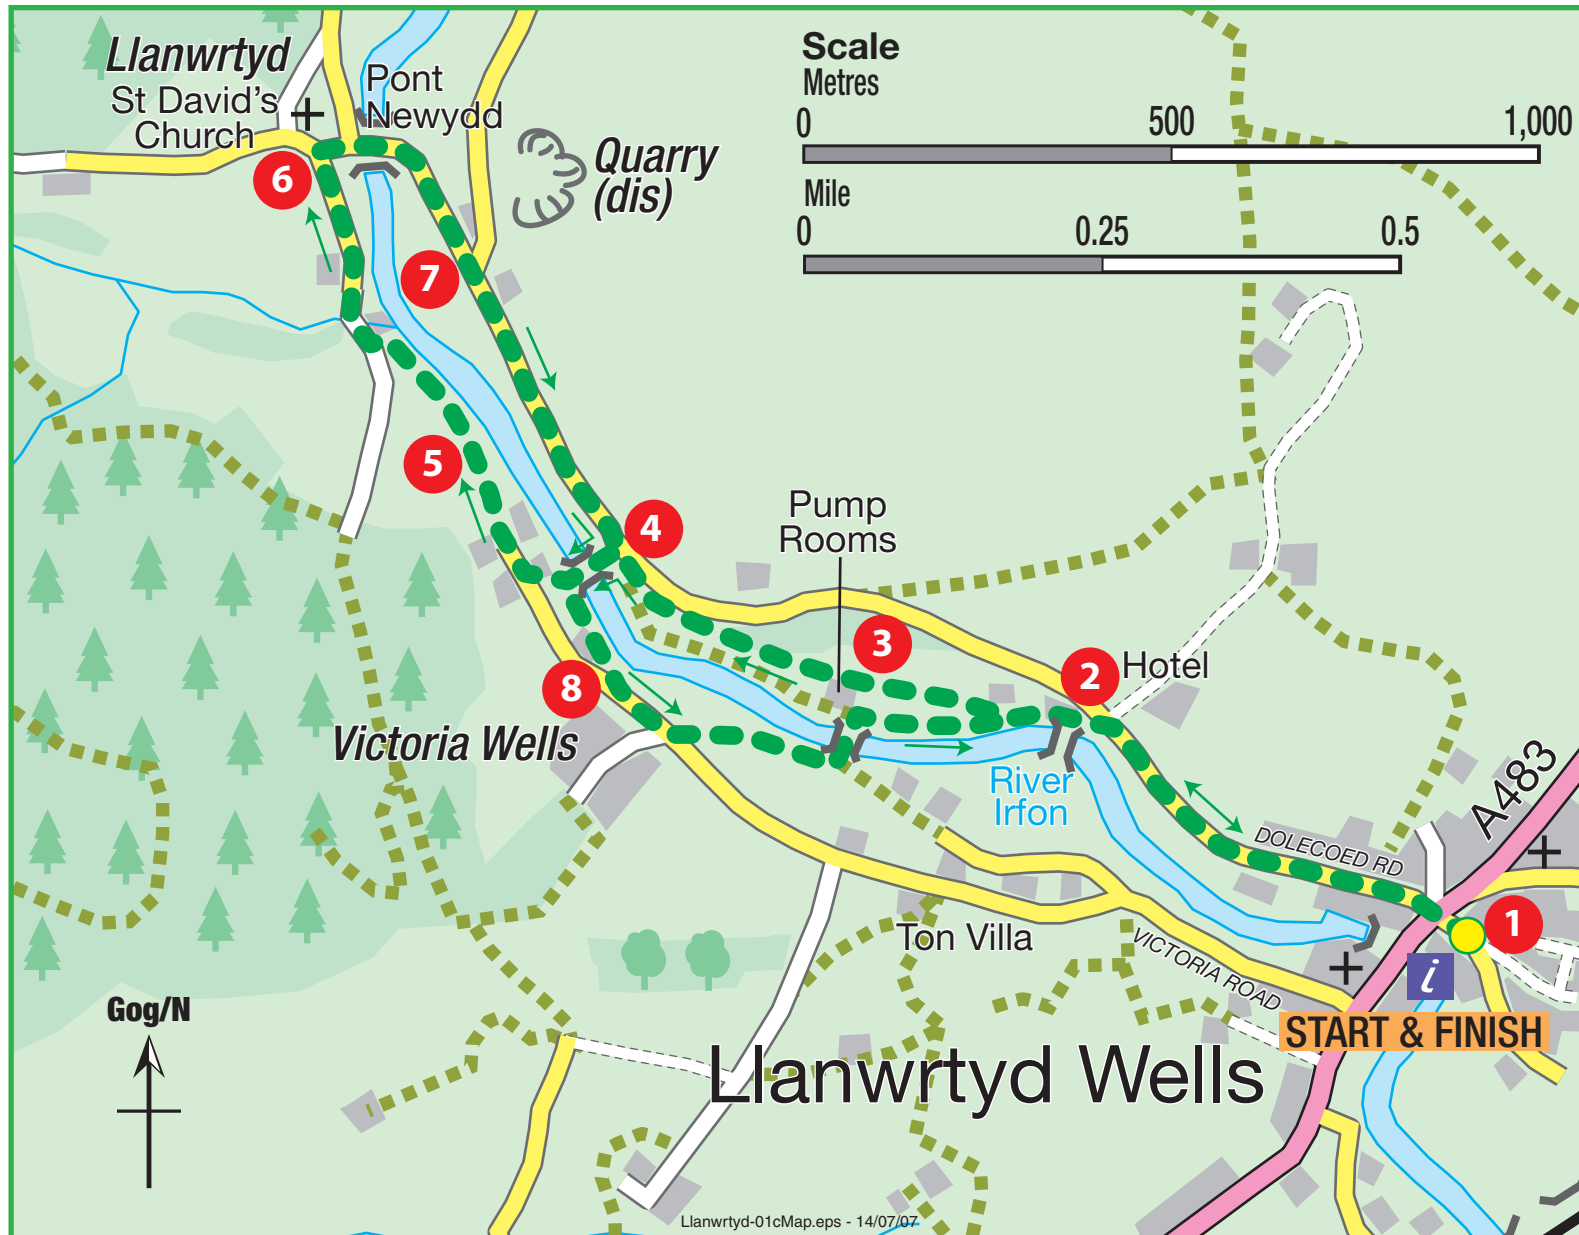 Llanwrtyd
St David's
Church
Pont
Newydd
Quarry
(dis)
Scale
Metres
0 500 1,000
Mile
0 0.25 0.5
6
7
5
4
Pump
Rooms
3
2
Hotel
8
Victoria Wells
River
Irfon
A483
DOLECOED RD
1
Ton Villa
VICTORIA ROAD
i
START & FINISH
Gog/N
Llanwrtyd Wells
Llanwrtyd-01cMap.eps - 14/07/07